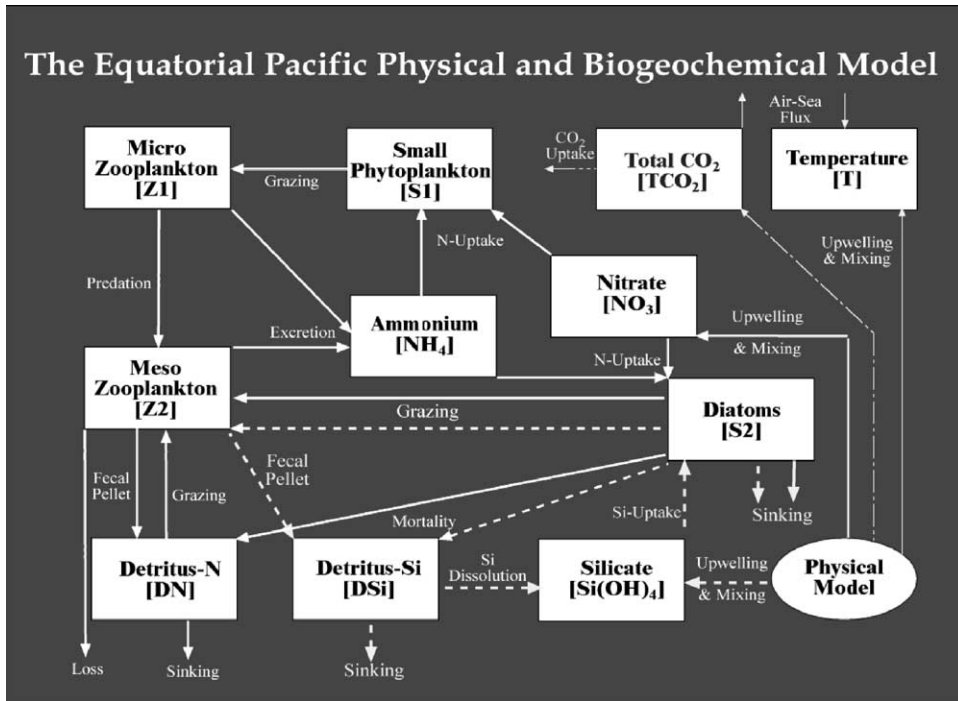 The Equatorial Pacific Physical and Biogeochemical Model
Micro
Zooplankton
[Z1]
Grazing
Small
Phytoplankton
[S1]
CO2
Uptake
Total CO2
[TCO2]
Air-Sea
Flux
Temperature
[T]
N-Uptake
Upwelling
& Mixing
Predation
Nitrate
[NO3]
Excretion
Ammonium
[NH4]
Upwelling
& Mixing
N-Uptake
Meso
Zooplankton
[Z2]
Grazing
Diatoms
[S2]
Fecal
Pellet
Grazing
Fecal
Pellet
Mortality
Si-Uptake
Sinking
Detritus-N
[DN]
Detritus-Si
[DSi]
Si
Dissolution
Silicate
[Si(OH)4]
Upwelling
& Mixing
Physical
Model
Loss
Sinking
Sinking